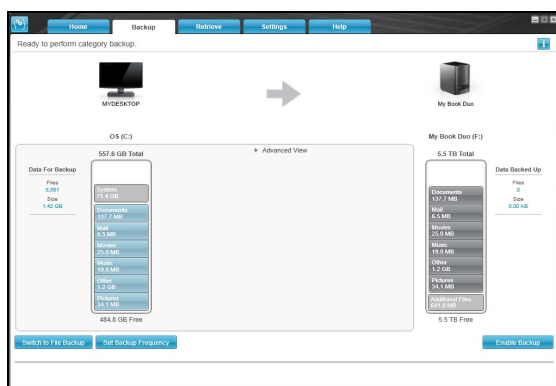 Home Backup Retrieve Settings Help
Ready to perform category backup.
MYDESKTOP
My Book Duo
OS (C:)
My Book Duo (F:)
557.6 GB Total
Advanced View
5.5 TB Total
Data For Backup
Files
6,661
Size
1.42 GB
System
71.4 GB
Documents
137.7 MB
Mail
6.5 MB
Movies
25.0 MB
Music
19.0 MB
Other
1.2 GB
Pictures
34.1 MB
484.8 GB Free
Documents
137.7 MB
Mail
6.5 MB
Movies
25.0 MB
Music
19.0 MB
Other
1.2 GB
Pictures
34.1 MB
Additional Files
641.8 MB
5.5 TB Free
Data Backed Up
Files
0
Size
0.00 KB
Switch to File Backup
Set Backup Frequency
Enable Backup